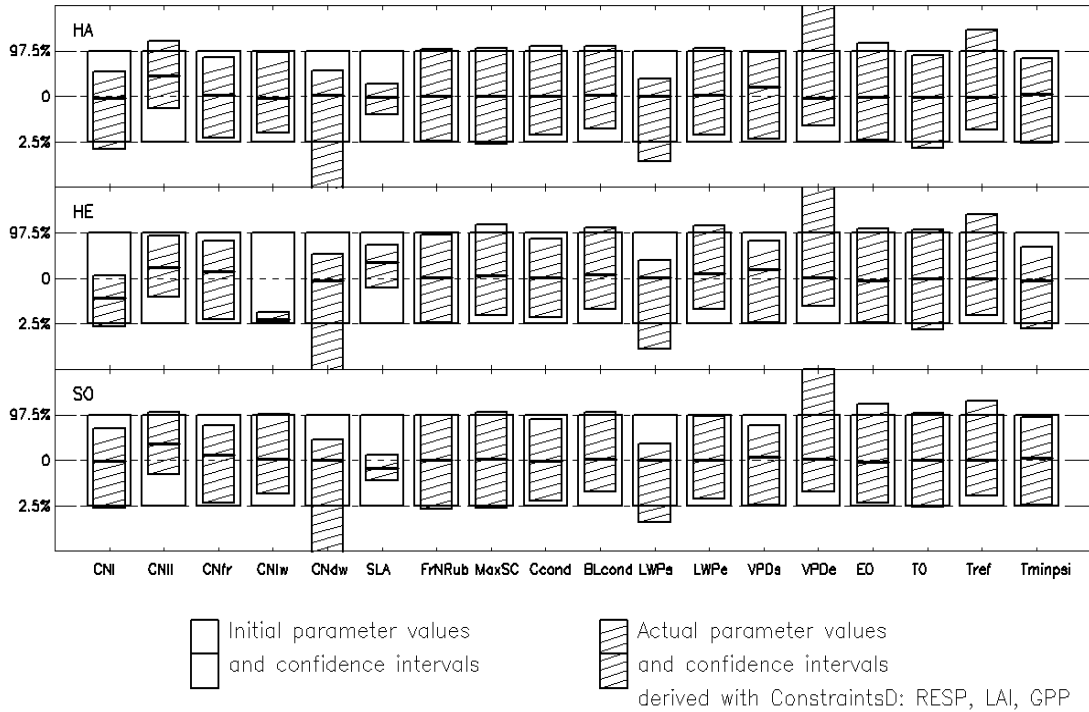 HA
97.5%
0
2.5%
HE
97.5%
0
2.5%
SO
97.5%
0
2.5%
CNl CNll CNfr CNlw CNdw SLA FrNRub MaxSC Gcond BLcond LWPs LWPe VPDs VPDe E0 T0 Tref Tminpsi
Initial parameter values
and confidence intervals
Actual parameter values
and confidence intervals
derived with ConstraintsD: RESP, LAI, GPP